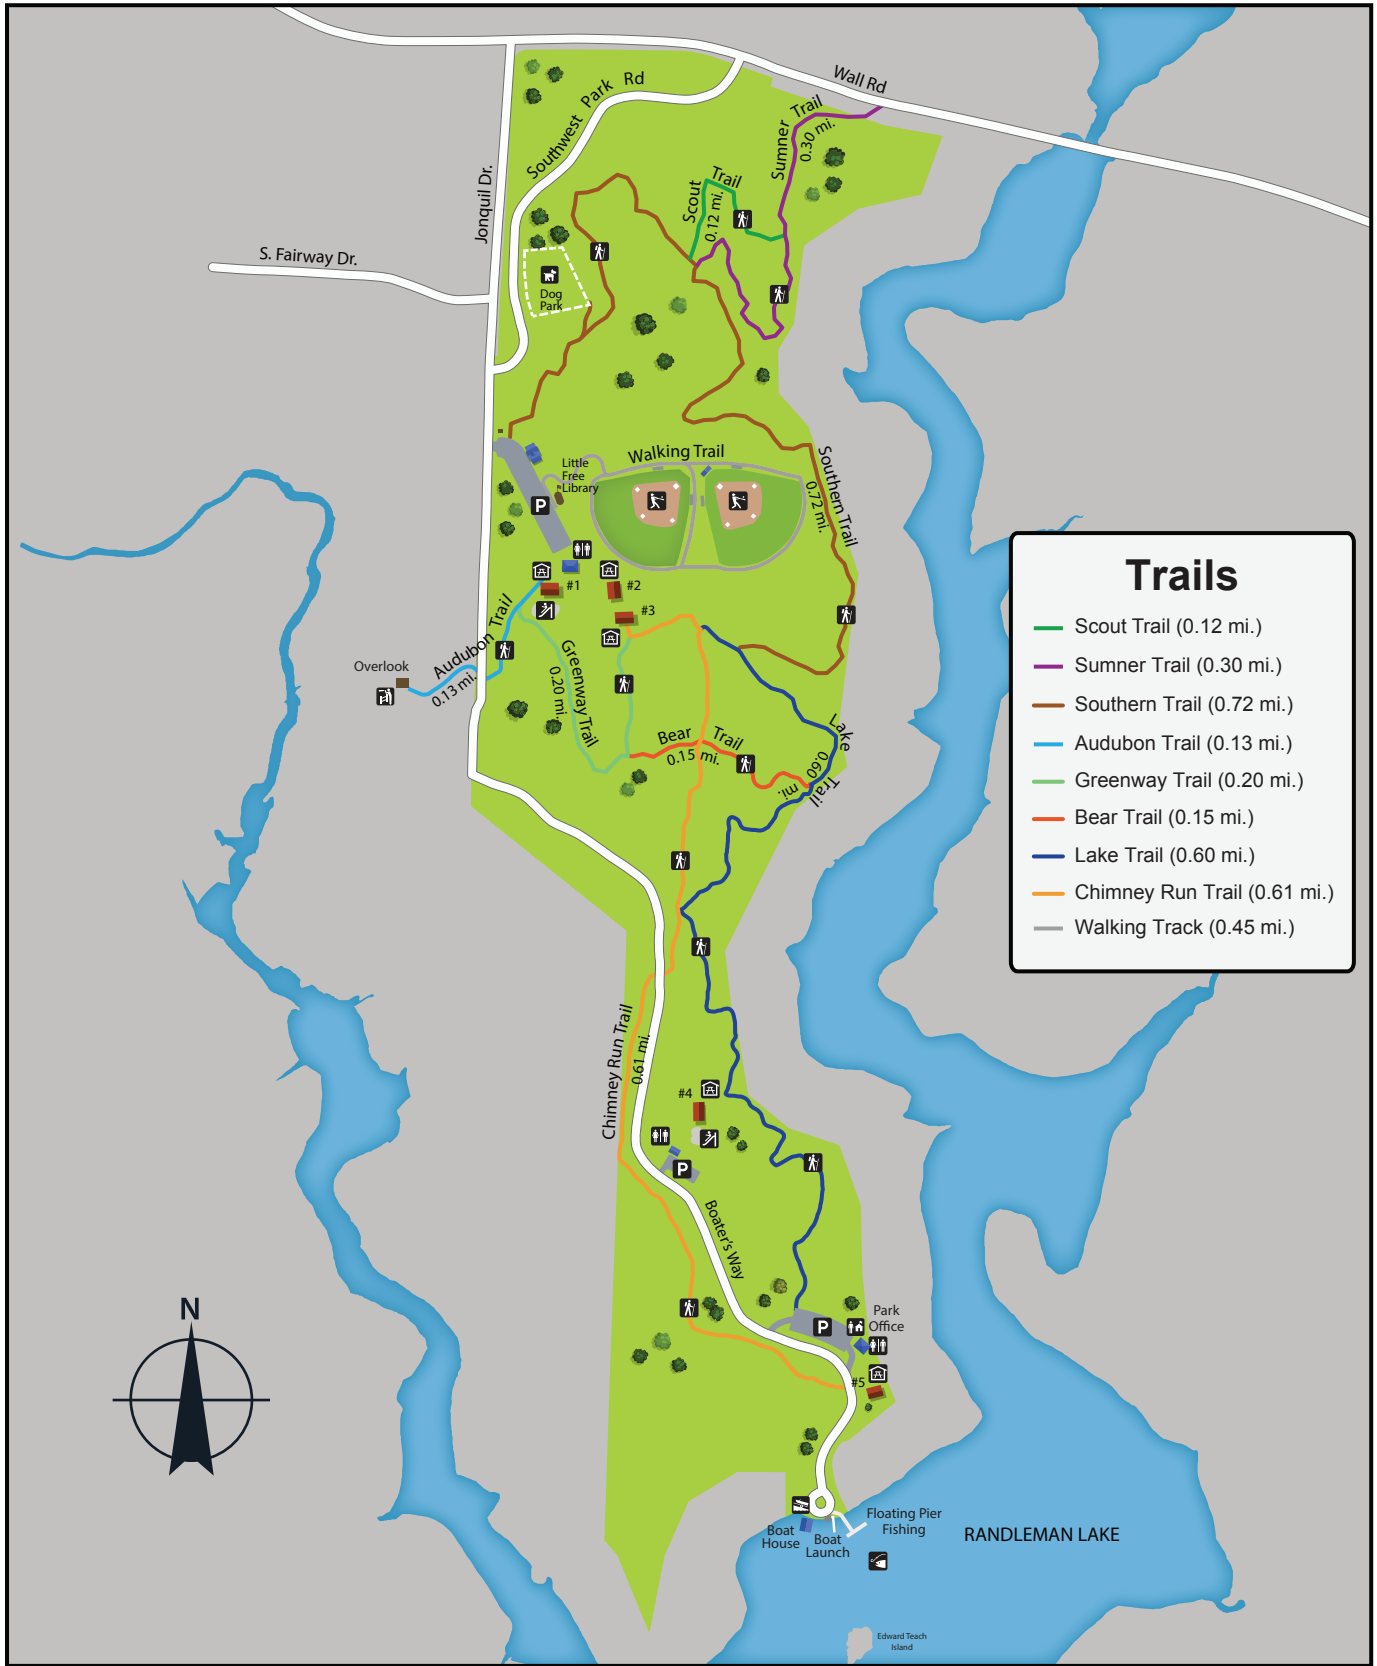 Wall Rd
Southwest Park Rd
Sumner Trail
0.30 mi.
Scout Trail
0.12 mi.
Jonquil Dr.
S. Fairway Dr.
Dog
Park
Walking Trail
Little
Free
Library
P
Southern Trail
0.72 mi.
#1
#2
#3
Audubon Trail
0.13 mi.
Overlook
Greenway Trail
0.20 mi.
Bear Trail
0.15 mi.
Lake Trail
0.60 mi.
Trails
Scout Trail (0.12 mi.)
Sumner Trail (0.30 mi.)
Southern Trail (0.72 mi.)
Audubon Trail (0.13 mi.)
Greenway Trail (0.20 mi.)
Bear Trail (0.15 mi.)
Lake Trail (0.60 mi.)
Chimney Run Trail (0.61 mi.)
Walking Track (0.45 mi.)
Chimney Run Trail
0.61 mi.
#4
P
Boater's Way
N
P
Park
Office
#5
Boat
House
Boat
Launch
Floating Pier
Fishing
RANDLEMAN LAKE
Edward Teach
Island